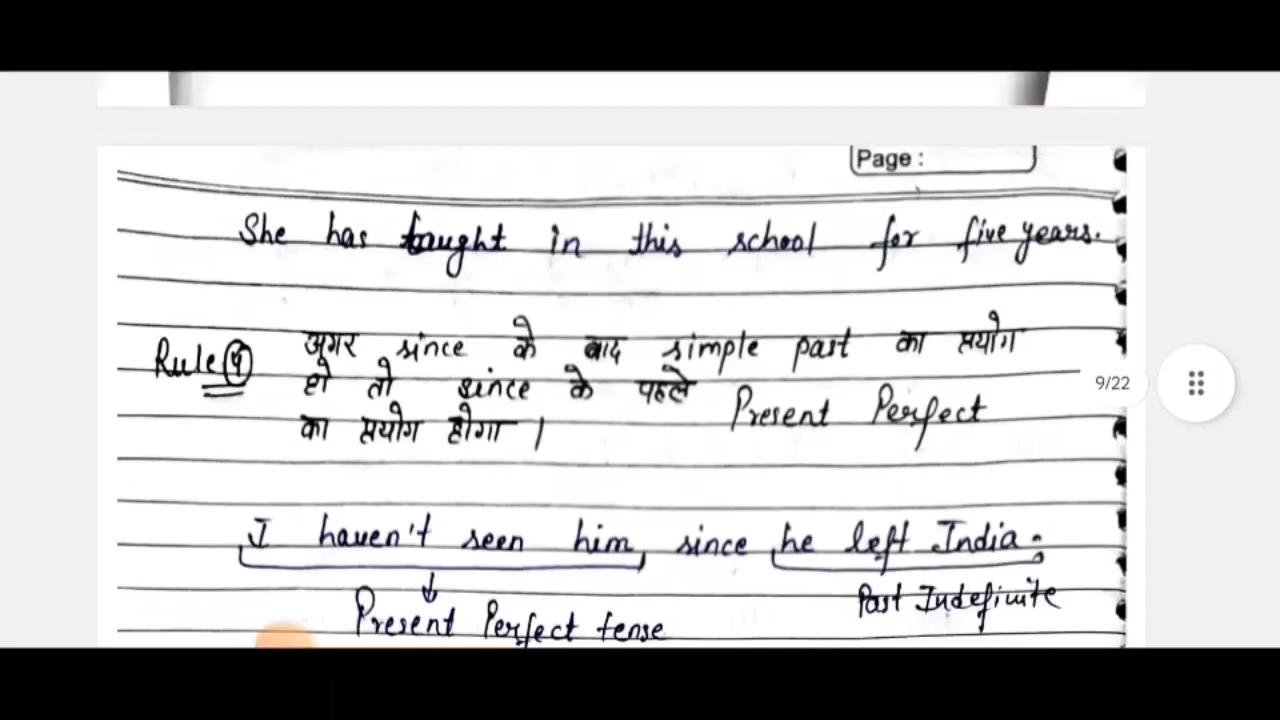 Page :
She has taught in this school for five years.
Rule (4) अगर since के बाद simple past का प्रयोग
हो तो since के पहले Present Perfect
का प्रयोग होगा ।
9/22
I haven't seen him, since he left India.
Past Indefinite
Present Perfect tense